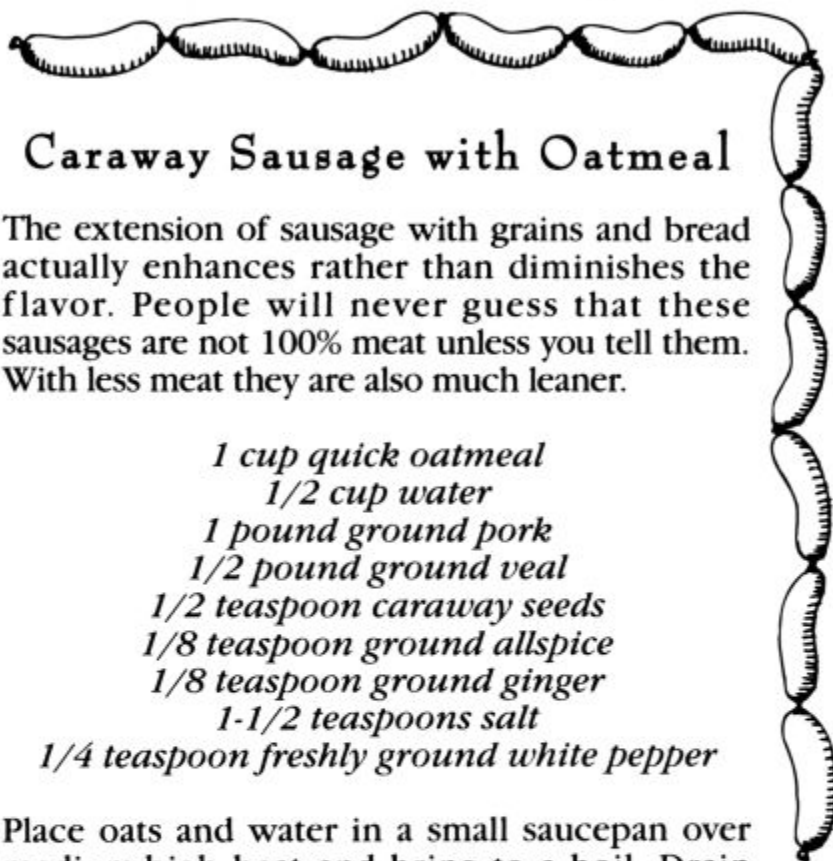 Caraway Sausage with Oatmeal
The extension of sausage with grains and bread
actually enhances rather than diminishes the
flavor. People will never guess that these
sausages are not 100% meat unless you tell them.
With less meat they are also much leaner.
1 cup quick oatmeal
1/2 cup water
1 pound ground pork
1/2 pound ground veal
1/2 teaspoon caraway seeds
1/8 teaspoon ground allspice
1/8 teaspoon ground ginger
1-1/2 teaspoons salt
1/4 teaspoon freshly ground white pepper
Place oats and water in a small saucepan over